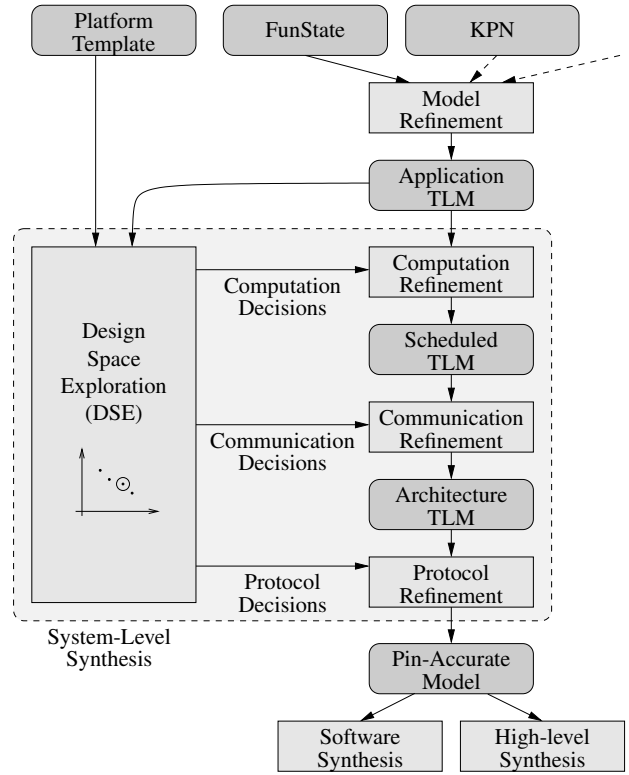 Platform
Template
FunState
KPN
Model
Refinement
Application
TLM
Computation
Decisions
Computation
Refinement
Design
Space
Exploration
(DSE)
Scheduled
TLM
Communication
Decisions
Communication
Refinement
Architecture
TLM
Protocol
Decisions
Protocol
Refinement
System-Level
Synthesis
Pin-Accurate
Model
Software
Synthesis
High-level
Synthesis